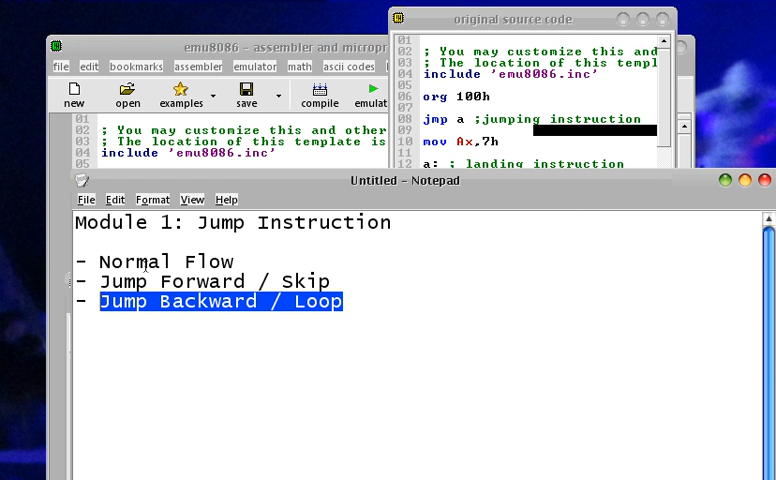 original source code
01
02 ; You may customize this and
03 ; The location of this templ
04 include 'emu8086.inc'
05
06 org 100h
07
08 jmp a ;jumping instruction
09
10 mov Ax,7h
11
12 a: ; landing instruction
emu8086 - assembler and micropr
file edit bookmarks assembler emulator math ascii codes
new open examples save compile emulat
01
02 ; You may customize this and other
03 ; The location of this template is
04 include 'emu8086.inc'
05
Untitled - Notepad
File Edit Format View Help
Module 1: Jump Instruction
- Normal Flow
- Jump Forward / Skip
- Jump Backward / Loop